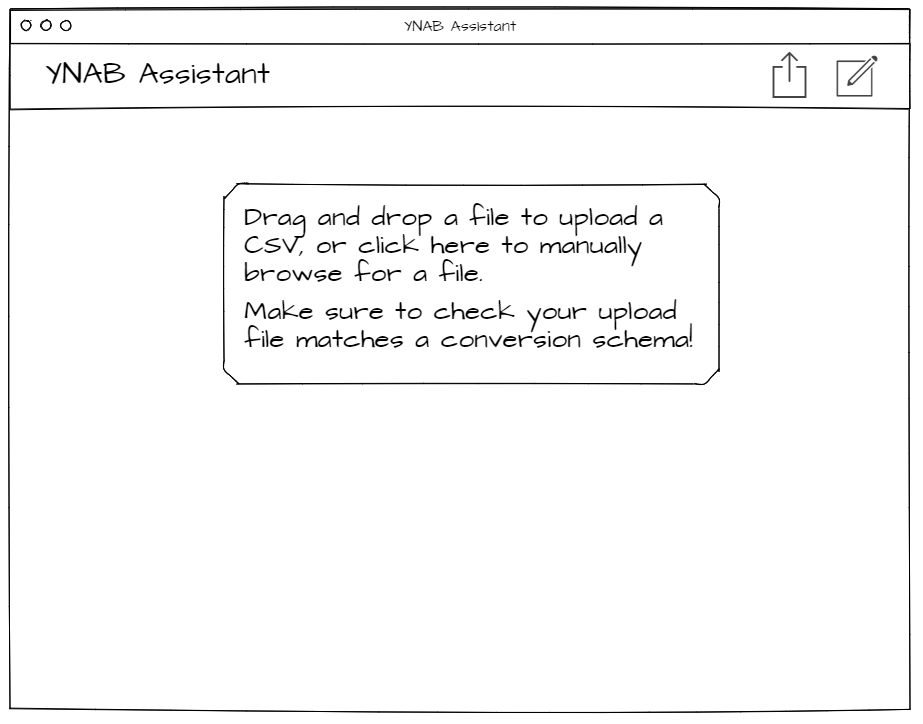 YNAB Assistant
YNAB Assistant
Drag and drop a file to upload a
CSV, or click here to manually
browse for a file.
Make sure to check your upload
file matches a conversion schema!